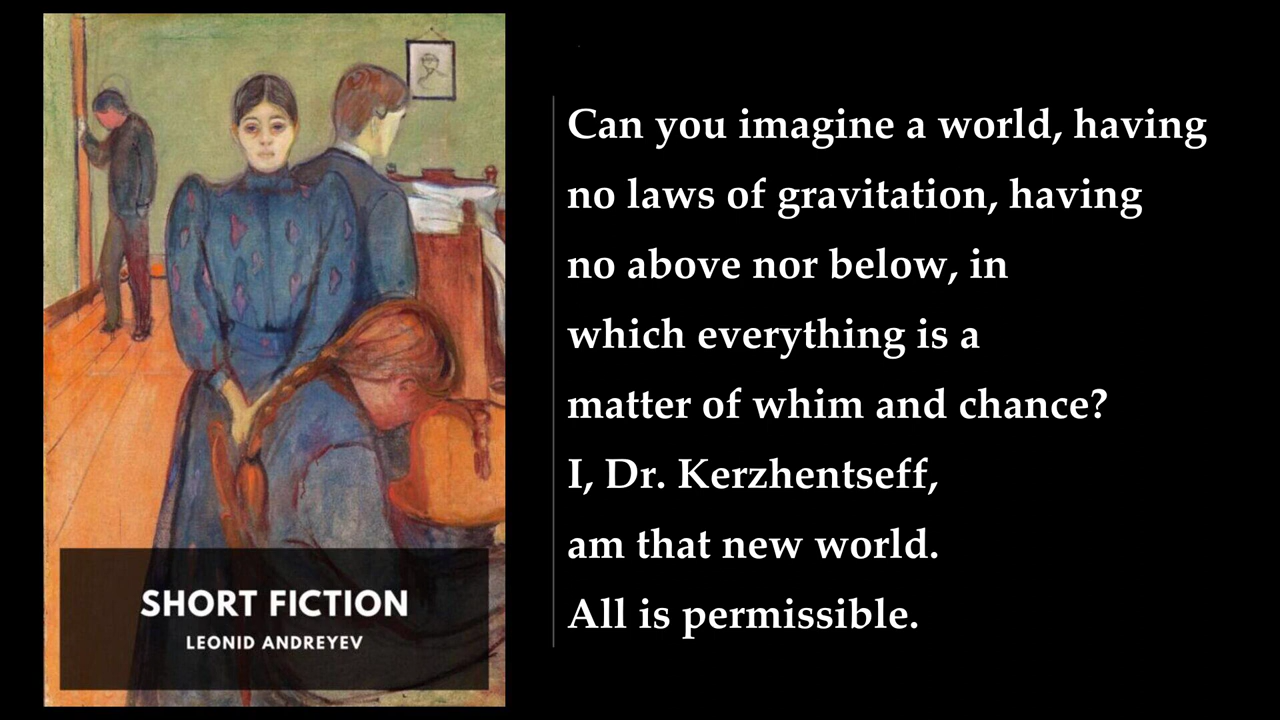 Can you imagine a world, having
no laws of gravitation, having
no above nor below, in
which everything is a
matter of whim and chance?
I, Dr. Kerzhentseff,
am that new world.
All is permissible.
SHORT FICTION
LEONID ANDREYEV